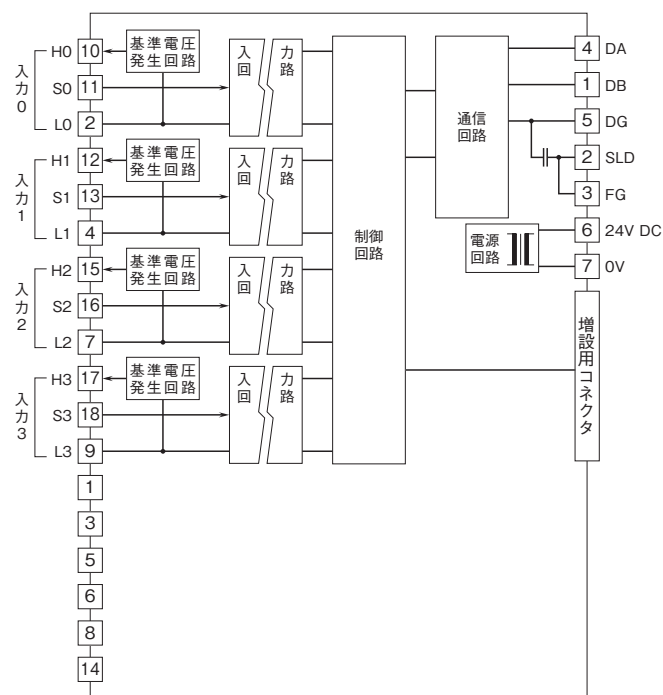 入力0
H0 10
S0 11
L0 2
基準電圧
発生回路
入力
回路
入力1
H1 12
S1 13
L1 4
基準電圧
発生回路
入力
回路
入力2
H2 15
S2 16
L2 7
基準電圧
発生回路
入力
回路
入力3
H3 17
S3 18
L3 9
基準電圧
発生回路
入力
回路
1
3
5
6
8
14
制御
回路
通信
回路
電源
回路
4 DA
1 DB
5 DG
2 SLD
3 FG
6 24V DC
7 0V
増設用コネクタ